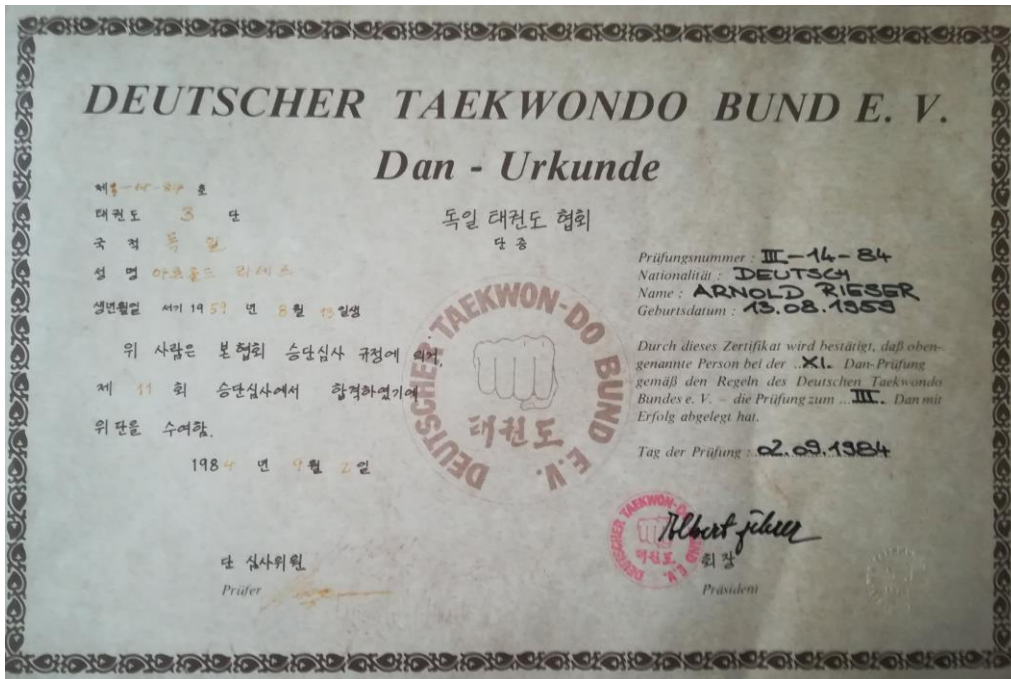 DEUTSCHER TAEKWONDO BUND E. V.
Dan - Urkunde
제 -84 호
태권도 3 단
국 적 독일
성 명 아르놀드 리세르
생년월일 서기 1959 년 8 월 13 일생
위 사람은 본 협회 승단심사 규정에 의거,
제 11 회 승단심사에서 합격하였기에
위 단을 수여함.
1984 년 9 월 2 일
단 심사위원
Prüfer
독일 태권도 협회
단 증
DEUTSCHER TAEKWON-DO BUND E.V.
태권도
Prüfungsnummer : III-14-84
Nationalität : DEUTSCH
Name : ARNOLD RIESER
Geburtsdatum : 13.08.1959
Durch dieses Zertifikat wird bestätigt, daß oben-
genannte Person bei der ..XI. Dan-Prüfung
gemäß den Regeln des Deutschen Taekwondo
Bundes e. V. – die Prüfung zum ...III. Dan mit
Erfolg abgelegt hat.
Tag der Prüfung : 02.09.1984
DEUTSCHER TAEKWON-DO BUND E.V.
태권도
Albert
회 장
Präsident